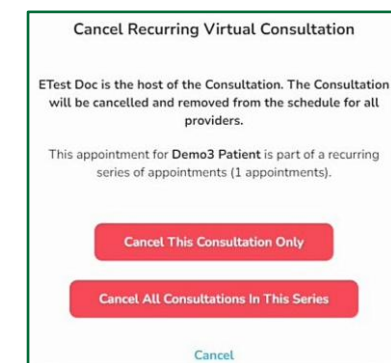 Cancel Recurring Virtual Consultation
ETest Doc is the host of the Consultation. The Consultation
will be cancelled and removed from the schedule for all
providers.
This appointment for Demo3 Patient is part of a recurring
series of appointments (1 appointments).
Cancel This Consultation Only
Cancel All Consultations In This Series
Cancel